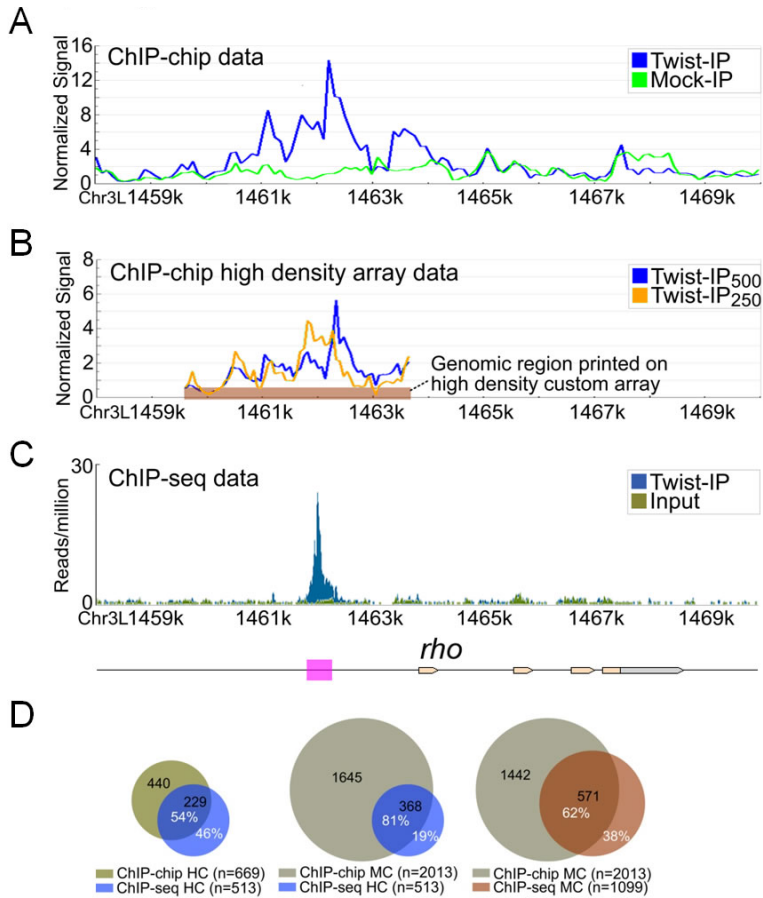 A
ChIP-chip data
Normalized Signal
16
12
8
4
0
Twist-IP
Mock-IP
Chr3L1459k 1461k 1463k 1465k 1467k 1469k
B
ChIP-chip high density array data
Normalized Signal
8
6
4
2
0
Twist-IP500
Twist-IP250
Genomic region printed on
high density custom array
Chr3L1459k 1461k 1463k 1465k 1467k 1469k
C
ChIP-seq data
Reads/million
30
0
Twist-IP
Input
Chr3L1459k 1461k 1463k 1465k 1467k 1469k
rho
D
440
229
54%
46%
ChIP-chip HC (n=669)
ChIP-seq HC (n=513)
1645
368
81%
19%
ChIP-chip MC (n=2013)
ChIP-seq HC (n=513)
1442
571
62%
38%
ChIP-chip MC (n=2013)
ChIP-seq MC (n=1099)